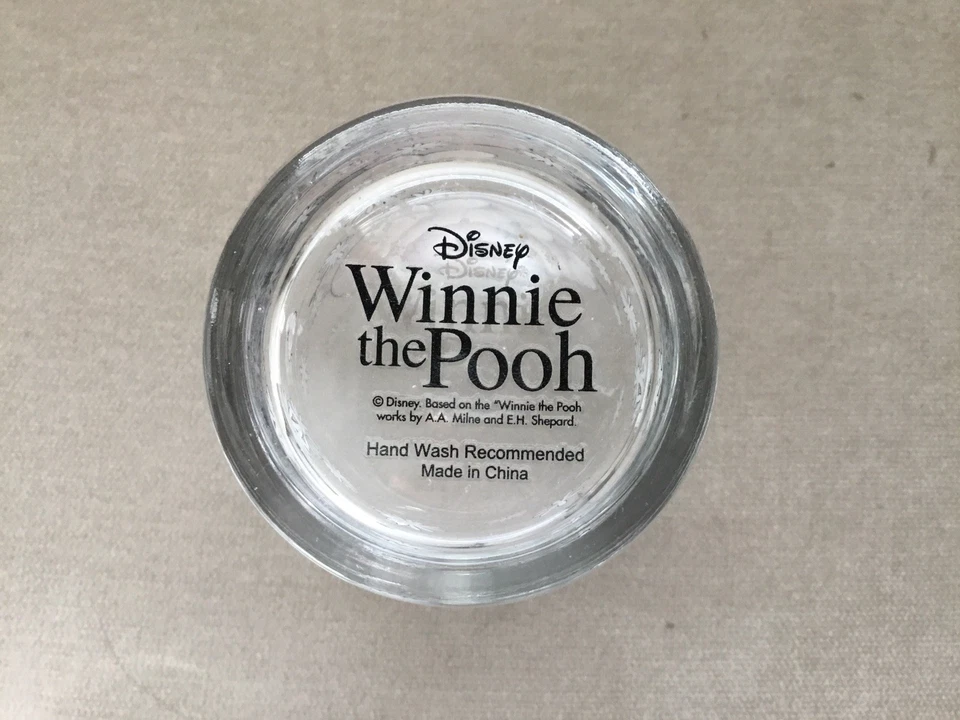 Disney
Winnie
the Pooh
© Disney. Based on the "Winnie the Pooh
works by A.A. Milne and E.H. Shepard.
Hand Wash Recommended
Made in China